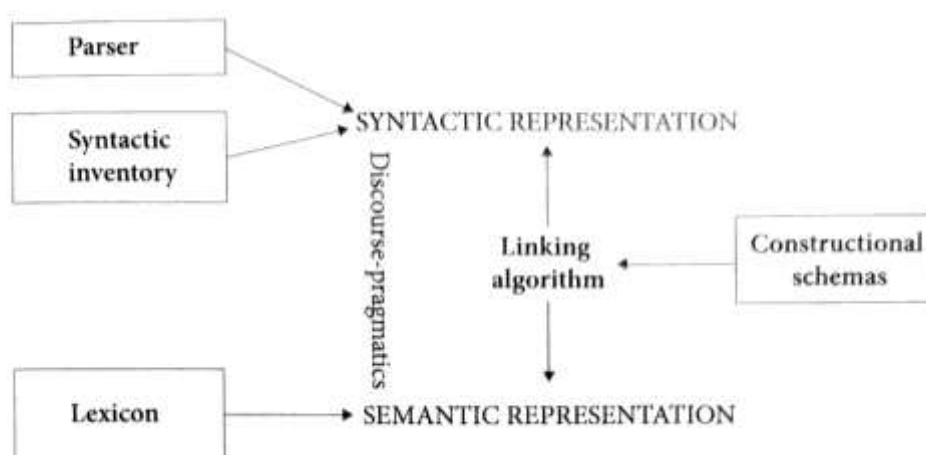 Parser
SYNTACTIC REPRESENTATION
Syntactic
inventory
Discourse-pragmatics
Linking
algorithm
Constructional
schemas
Lexicon
SEMANTIC REPRESENTATION